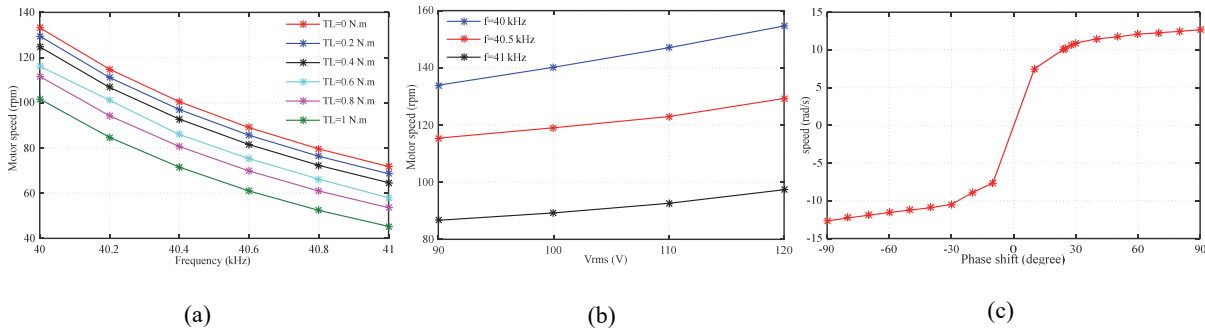 140
120
100
80
60
40
Motor speed (rpm)
TL=0 N.m
TL=0.2 N.m
TL=0.4 N.m
TL=0.6 N.m
TL=0.8 N.m
TL=1 N.m
40 40.2 40.4 40.6 40.8 41
Frequency (kHz)
(a)
160
140
120
100
80
Motor speed (rpm)
f=40 kHz
f=40.5 kHz
f=41 kHz
90 100 110 120
Vrms (V)
(b)
15
10
5
0
-5
-10
-15
speed (rad/s)
-90 -60 -30 0 30 60 90
Phase shift (degree)
(c)